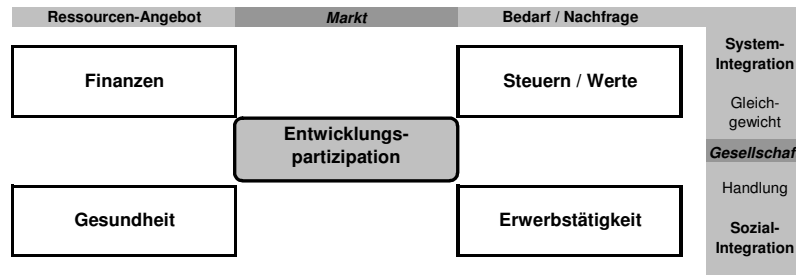 Ressourcen-Angebot Markt Bedarf / Nachfrage
System-
Integration
Finanzen Steuern / Werte
Gleich-
gewicht
Entwicklungs-
partizipation
Gesellschaf
Handlung
Gesundheit Erwerbstätigkeit
Sozial-
Integration